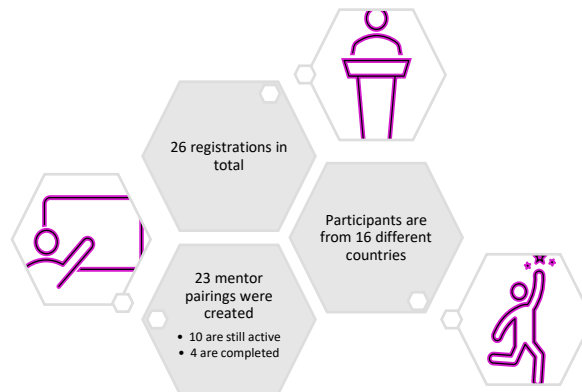 26 registrations in
total
Participants are
from 16 different
countries
23 mentor
pairings were
created
• 10 are still active
• 4 are completed